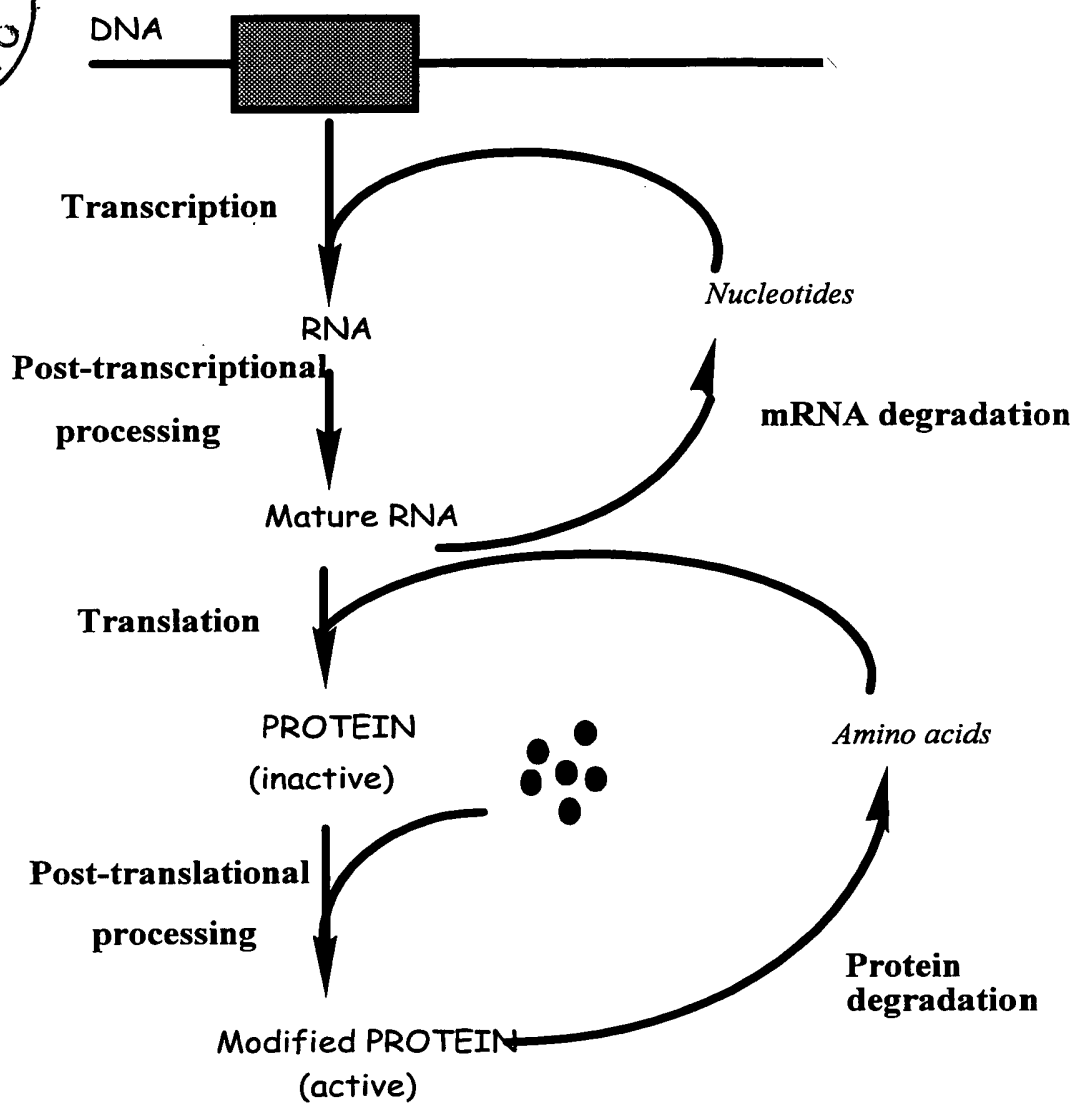 DNA
Transcription
Nucleotides
RNA
Post-transcriptional
processing
mRNA degradation
Mature RNA
Translation
PROTEIN
(inactive)
Amino acids
Post-translational
processing
Protein
degradation
Modified PROTEIN
(active)